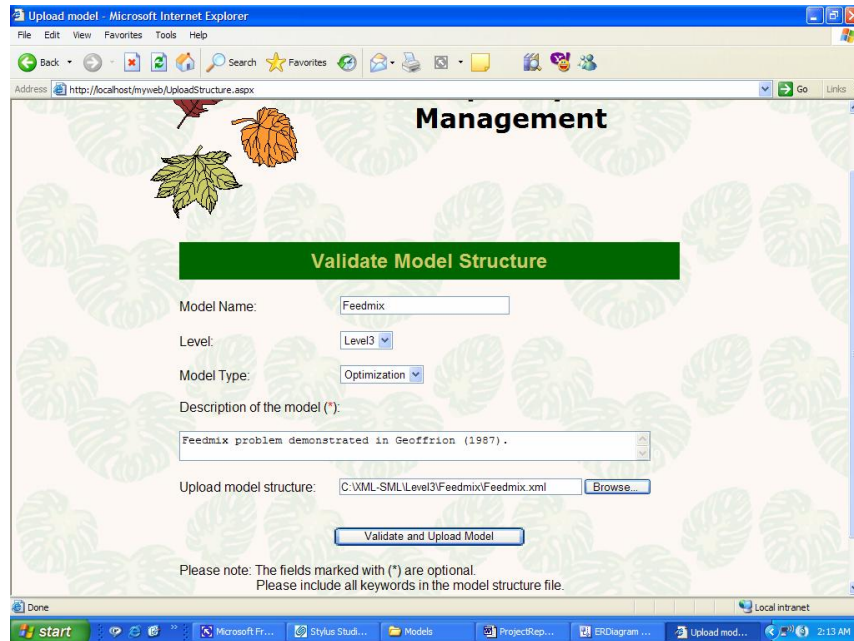 Upload model - Microsoft Internet Explorer
File Edit View Favorites Tools Help
Back Search Favorites
Address http://localhost/myweb/UploadStructure.aspx Go Links
Management
Validate Model Structure
Model Name: Feedmix
Level: Level3
Model Type: Optimization
Description of the model (*):
Feedmix problem demonstrated in Geoffrion (1987).
Upload model structure: C:\XML-SML\Level3\Feedmix\Feedmix.xml Browse...
Validate and Upload Model
Please note: The fields marked with (*) are optional.
Please include all keywords in the model structure file.
Done Local intranet
start Microsoft Fr... Stylus Studi... Models ProjectRep... ERDiagram ... Upload mod... 2:13 AM